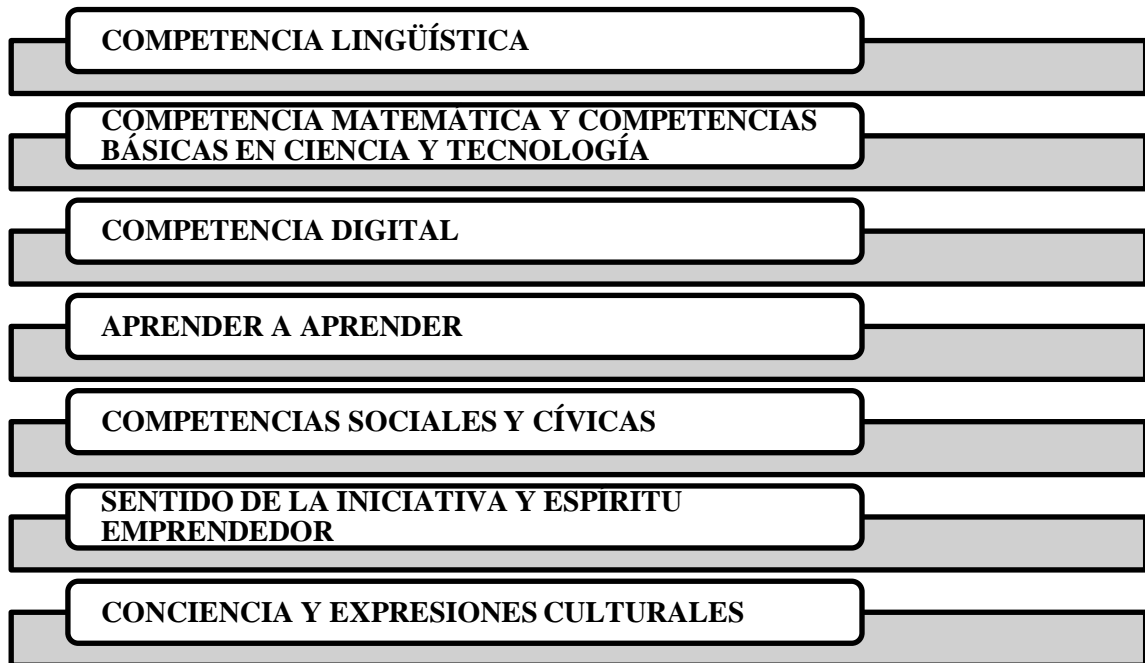 COMPETENCIA LINGÜÍSTICA
COMPETENCIA MATEMÁTICA Y COMPETENCIAS
BÁSICAS EN CIENCIA Y TECNOLOGÍA
COMPETENCIA DIGITAL
APRENDER A APRENDER
COMPETENCIAS SOCIALES Y CÍVICAS
SENTIDO DE LA INICIATIVA Y ESPÍRITU
EMPRENDEDOR
CONCIENCIA Y EXPRESIONES CULTURALES